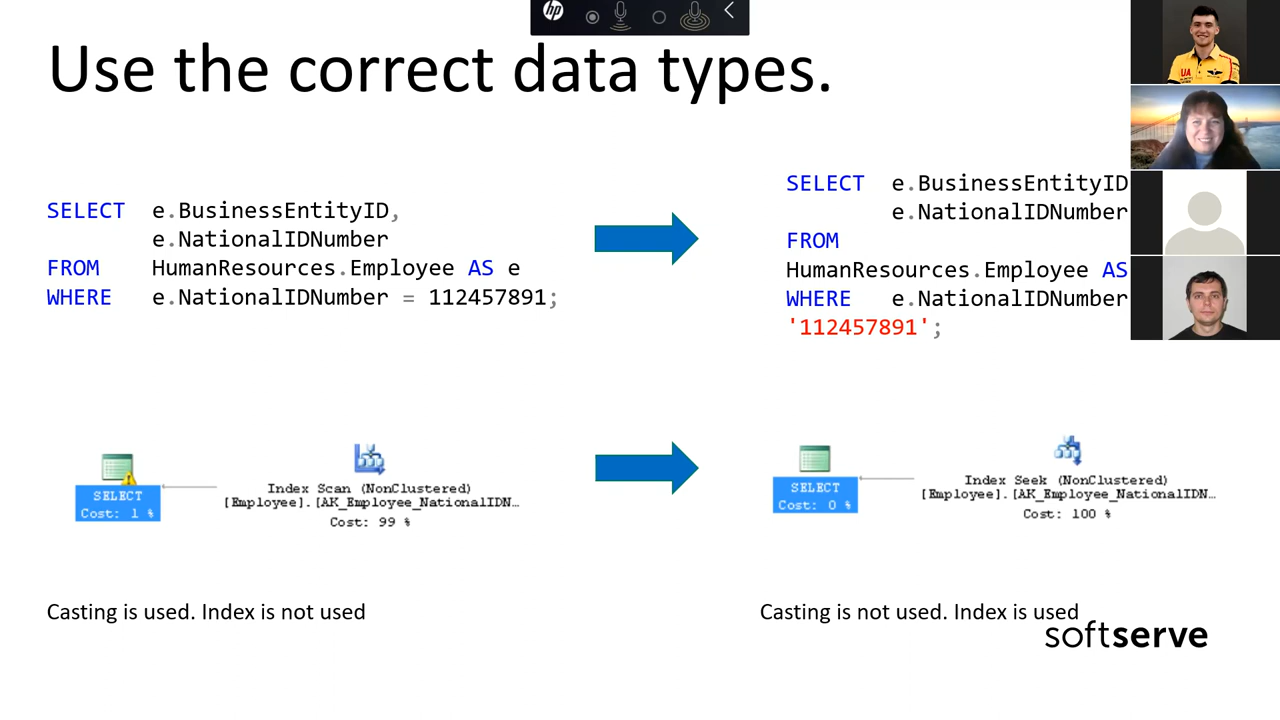 hp
Use the correct data types.
SELECT e.BusinessEntityID,
e.NationalIDNumber
FROM HumanResources.Employee AS e
WHERE e.NationalIDNumber = 112457891;
SELECT e.BusinessEntityID
e.NationalIDNumber
FROM
HumanResources.Employee AS
WHERE e.NationalIDNumber
'112457891';
SELECT
Cost: 1 %
Index Scan (NonClustered)
[Employee].[AK_Employee_NationalIDN…
Cost: 99 %
SELECT
Cost: 0 %
Index Seek (NonClustered)
[Employee].[AK_Employee_NationalIDN…
Cost: 100 %
Casting is used. Index is not used
Casting is not used. Index is used
softserve
UA